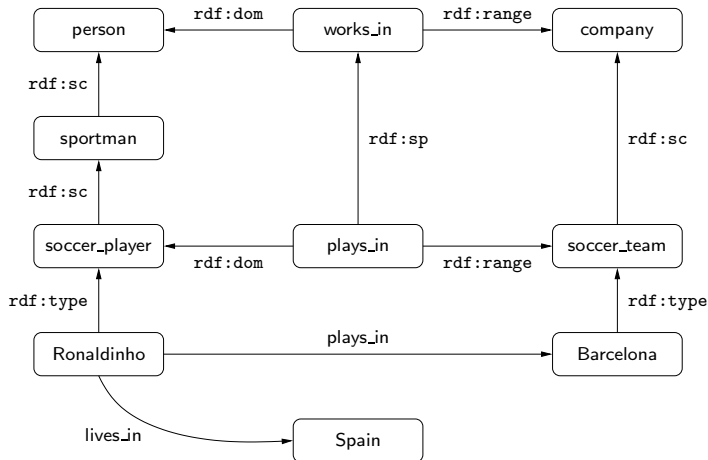 person
rdf:dom
works_in
rdf:range
company
rdf:sc
sportman
rdf:sp
rdf:sc
rdf:sc
soccer_player
rdf:dom
plays_in
rdf:range
soccer_team
rdf:type
rdf:type
Ronaldinho
plays_in
Barcelona
lives_in
Spain